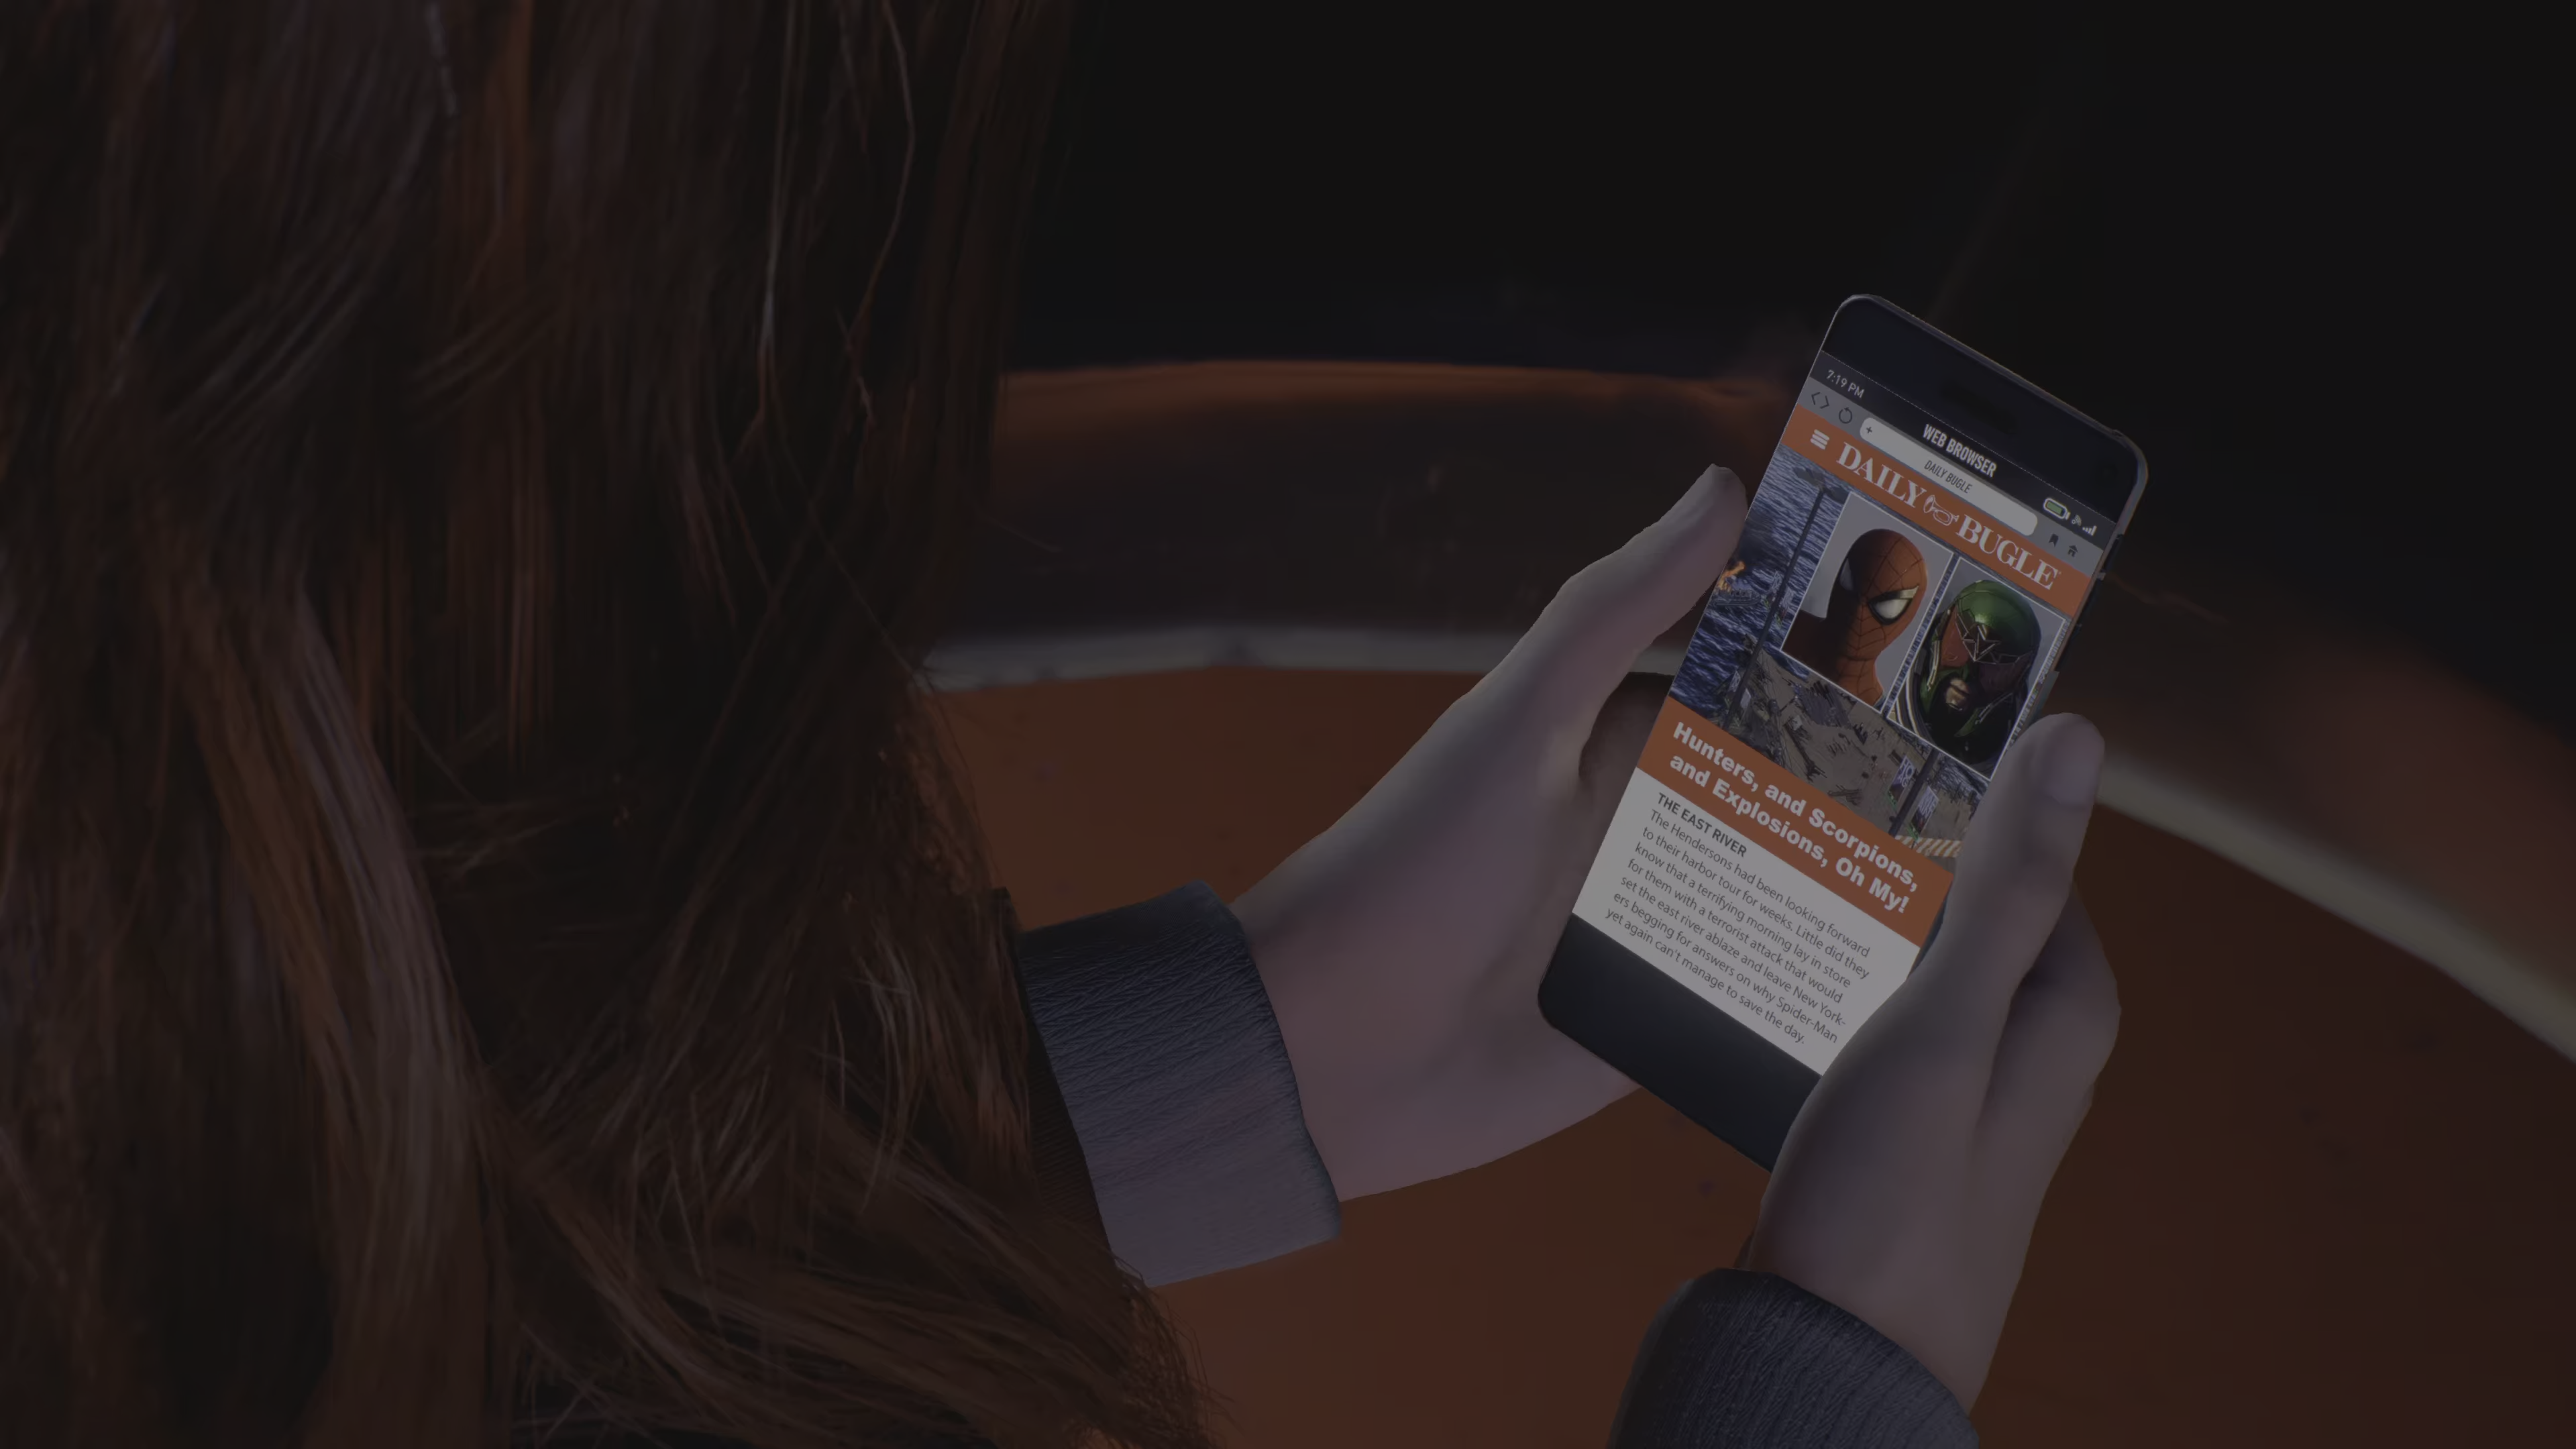 7:19 PM
WEB BROWSER
DAILY BUGLE
DAILY BUGLE
Hunters, and Scorpions,
and Explosions, Oh My!
THE EAST RIVER
The Hendersons had been looking forward
to their harbor tour for weeks. Little did they
know that a terrifying morning lay in store
for them with a terrorist attack that would
set the east river ablaze and leave New York-
ers begging for answers on why Spider-Man
yet again can't manage to save the day.